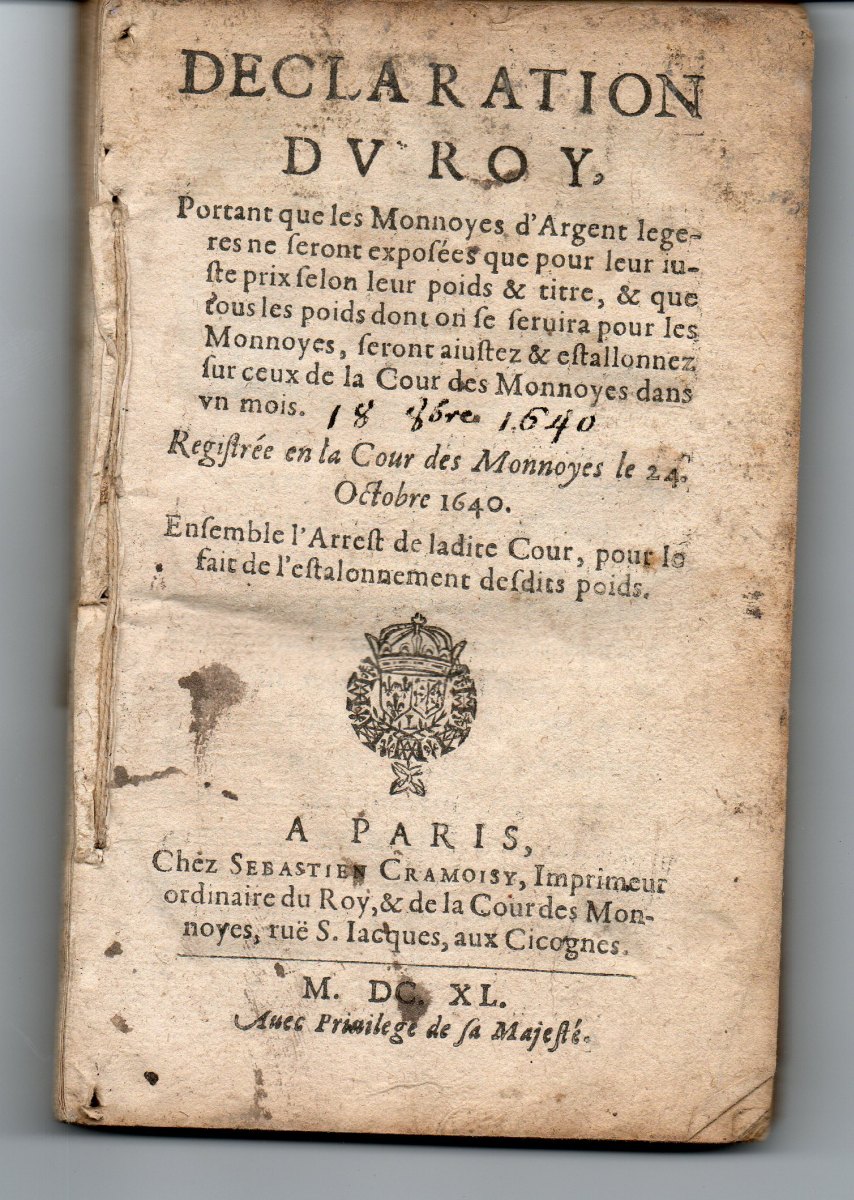 DECLARATION
DV ROY,
Portant que les Monnoyes d'Argent lege-
res ne ſeront expoſées que pour leur iu-
ſte prix ſelon leur poids & titre, & que
tous les poids dont on ſe ſeruira pour les
Monnoyes, ſeront aiuſtez & eſtallonnez
ſur ceux de la Cour des Monnoyes dans
vn mois. 18 8bre 1640
Regiſtrée en la Cour des Monnoyes le 24.
Octobre 1640.
Enſemble l'Arreſt de ladite Cour, pour le
fait de l'eſtalonnement deſdits poids.
A PARIS,
Chez SEBASTIEN CRAMOISY, Imprimeur
ordinaire du Roy, & de la Cour des Mon-
noyes, ruë S. Iacques, aux Cicognes.
M. DC. XL.
Auec Priuilege de ſa Majeſté.